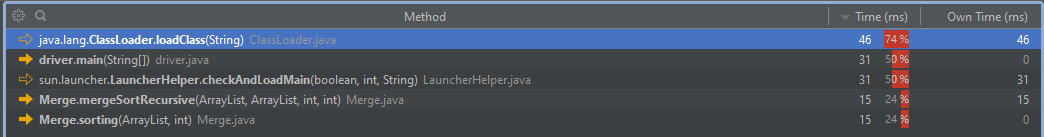 Method Time (ms) Own Time (ms)
java.lang.ClassLoader.loadClass(String) ClassLoader.java 46 74 % 46
driver.main(String[]) driver.java 31 50 % 0
sun.launcher.LauncherHelper.checkAndLoadMain(boolean, int, String) LauncherHelper.java 31 50 % 31
Merge.mergeSortRecursive(ArrayList, ArrayList, int, int) Merge.java 15 24 % 15
Merge.sorting(ArrayList, int) Merge.java 15 24 % 0